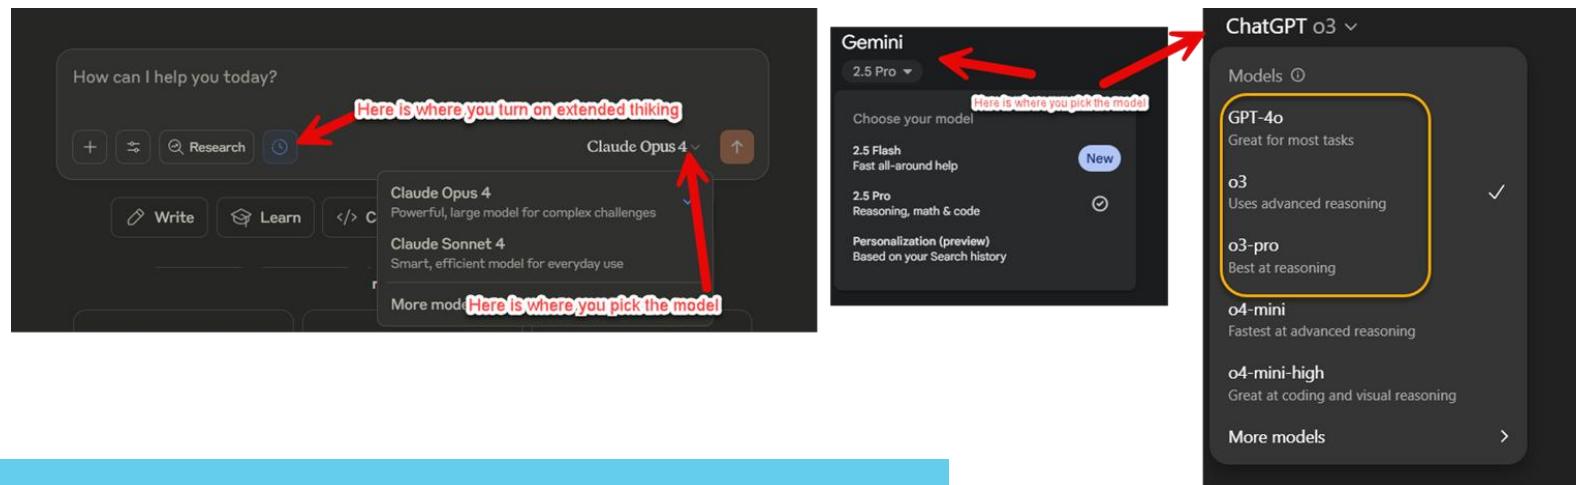 How can I help you today?
Here is where you turn on extended thiking
Research
Claude Opus 4
Claude Opus 4
Powerful, large model for complex challenges
Claude Sonnet 4
Smart, efficient model for everyday use
More mode
Here is where you pick the model
Write
Learn
</> C
Gemini
2.5 Pro
Here is where you pick the model
Choose your model
2.5 Flash
Fast all-around help
New
2.5 Pro
Reasoning, math & code
Personalization (preview)
Based on your Search history
ChatGPT o3
Models
GPT-4o
Great for most tasks
o3
Uses advanced reasoning
o3-pro
Best at reasoning
o4-mini
Fastest at advanced reasoning
o4-mini-high
Great at coding and visual reasoning
More models